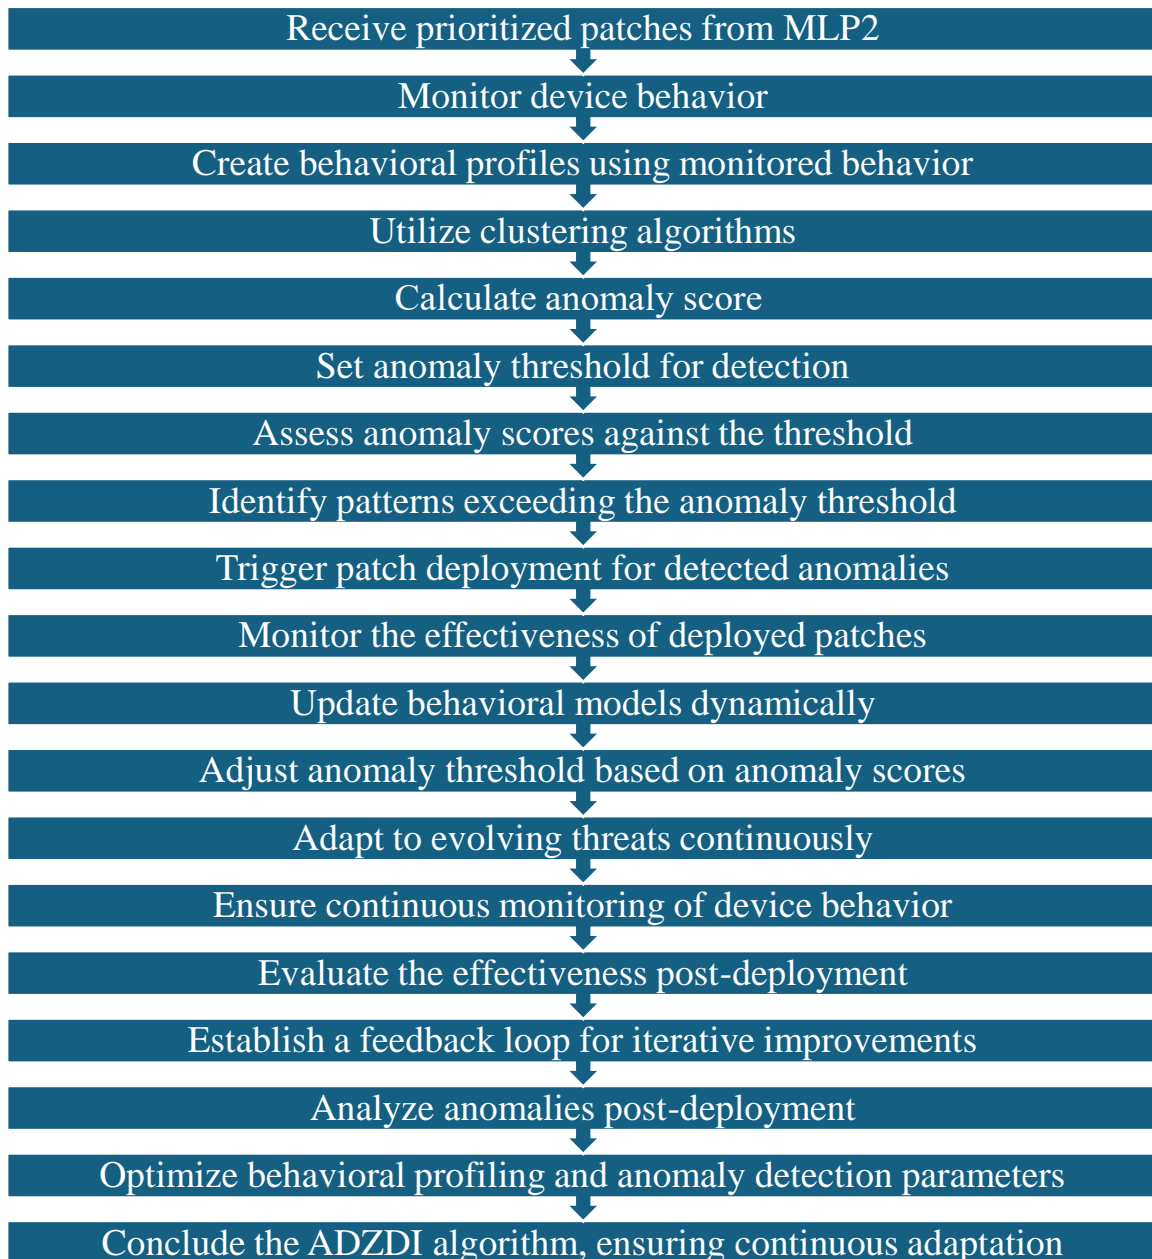 Receive prioritized patches from MLP2
Monitor device behavior
Create behavioral profiles using monitored behavior
Utilize clustering algorithms
Calculate anomaly score
Set anomaly threshold for detection
Assess anomaly scores against the threshold
Identify patterns exceeding the anomaly threshold
Trigger patch deployment for detected anomalies
Monitor the effectiveness of deployed patches
Update behavioral models dynamically
Adjust anomaly threshold based on anomaly scores
Adapt to evolving threats continuously
Ensure continuous monitoring of device behavior
Evaluate the effectiveness post-deployment
Establish a feedback loop for iterative improvements
Analyze anomalies post-deployment
Optimize behavioral profiling and anomaly detection parameters
Conclude the ADZDI algorithm, ensuring continuous adaptation